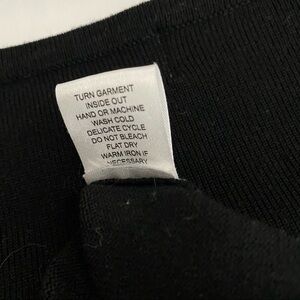 TURN GARMENT
INSIDE OUT
HAND OR MACHINE
WASH COLD
DELICATE CYCLE
DO NOT BLEACH
FLAT DRY
WARM IRON IF
NECESSARY